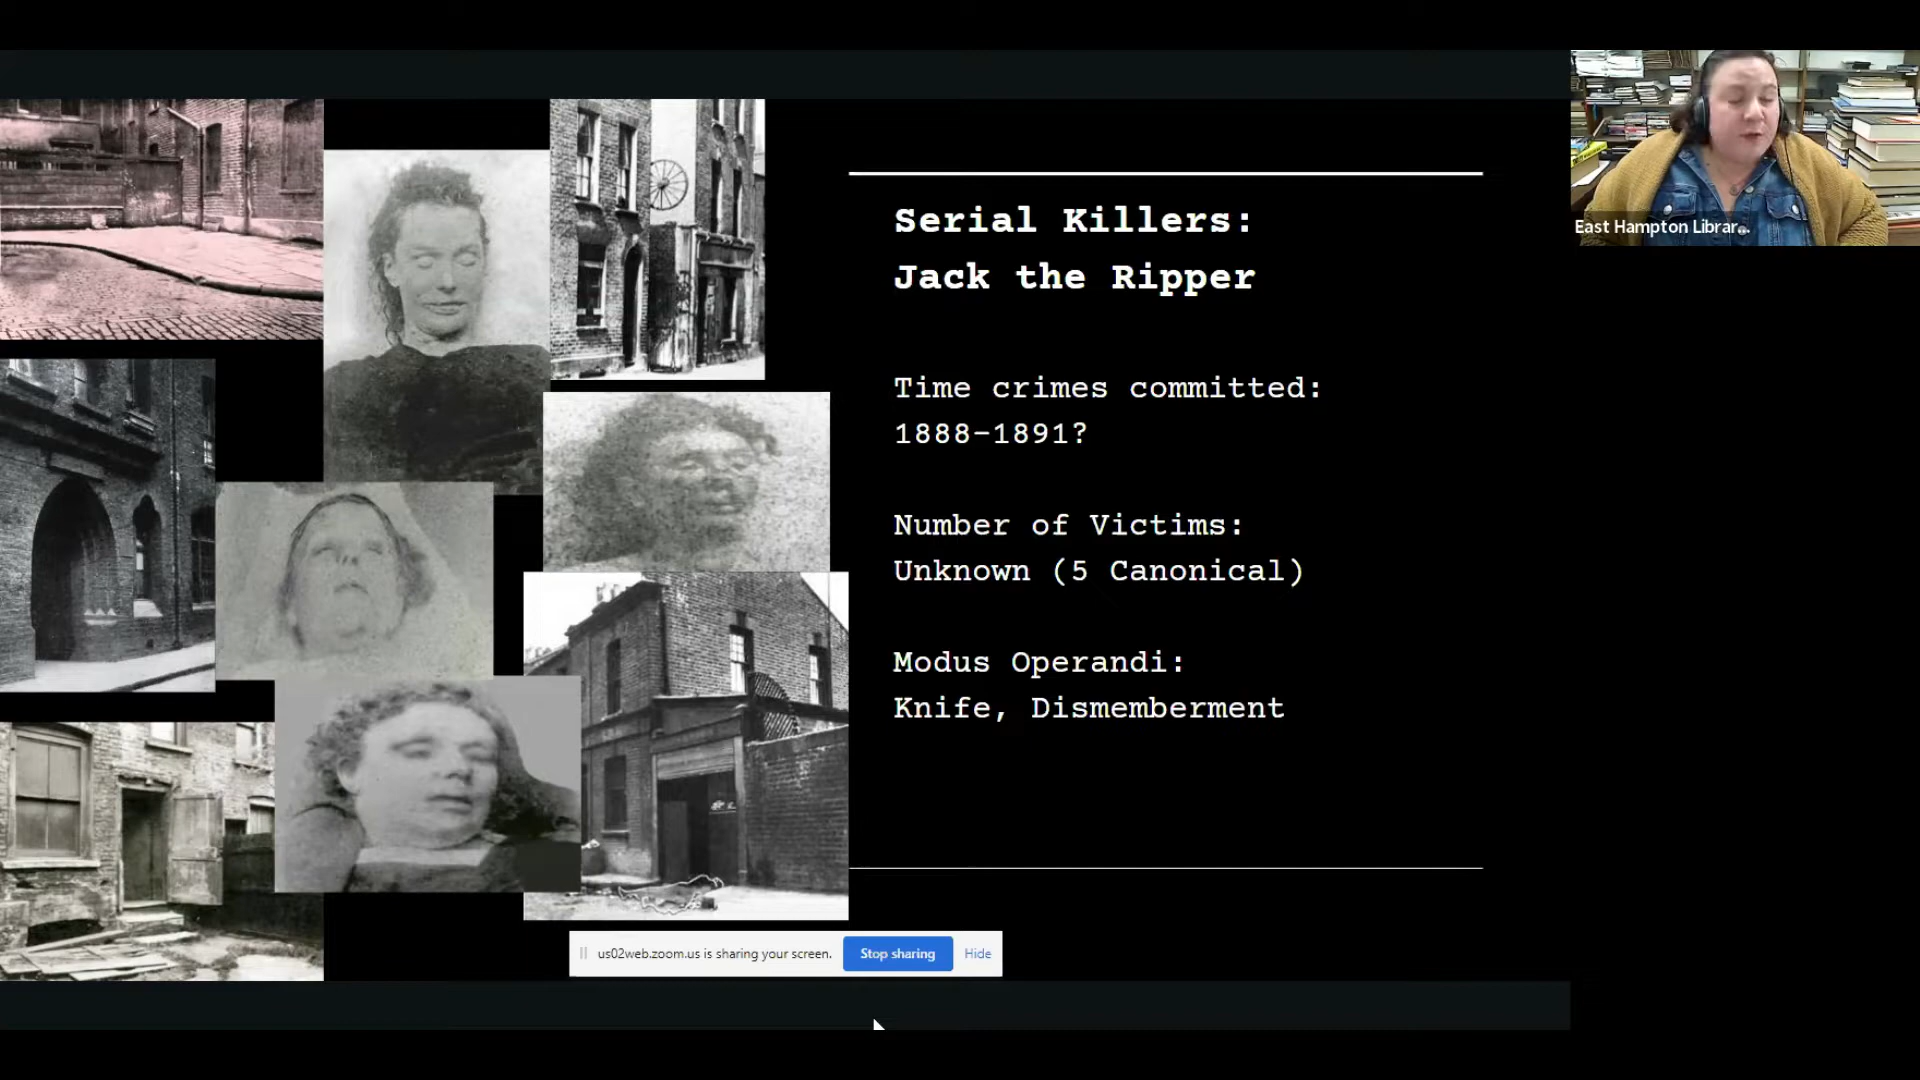 Serial Killers:
Jack the Ripper
Time crimes committed:
1888-1891?
Number of Victims:
Unknown (5 Canonical)
Modus Operandi:
Knife, Dismemberment
East Hampton Librar...
us02web.zoom.us is sharing your screen.
Stop sharing
Hide